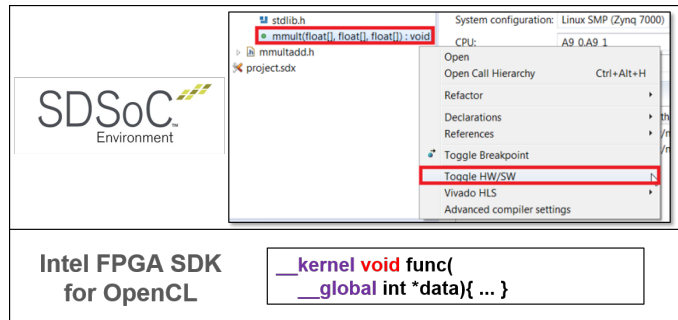 stdlib.h
mmult(float[], float[], float[]) : void
mmultadd.h
project.sdx
System configuration: Linux SMP (Zynq 7000)
CPU: A9_0,A9_1
Open
Open Call Hierarchy Ctrl+Alt+H
Refactor
Declarations
References
Toggle Breakpoint
Toggle HW/SW
Vivado HLS
Advanced compiler settings
SDSoC™
Environment
Intel FPGA SDK
for OpenCL
__kernel void func(
__global int *data){ ... }